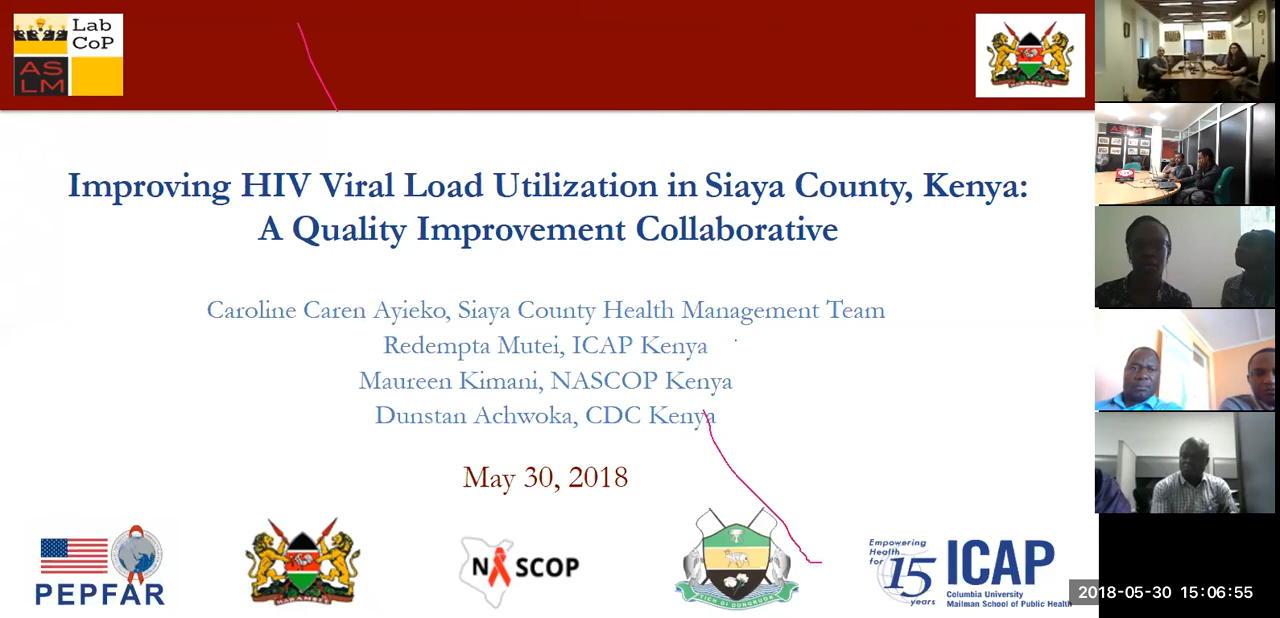 Lab
CoP
AS
LM
Improving HIV Viral Load Utilization in Siaya County, Kenya:
A Quality Improvement Collaborative
Caroline Caren Ayieko, Siaya County Health Management Team
Redempta Mutei, ICAP Kenya
Maureen Kimani, NASCOP Kenya
Dunstan Achwoka, CDC Kenya
May 30, 2018
PEPFAR
HARAMBEE
NASCOP
Empowering
Health
for
15
years
ICAP
Columbia University
Mailman School of Public Health
2018-05-30 15:06:55